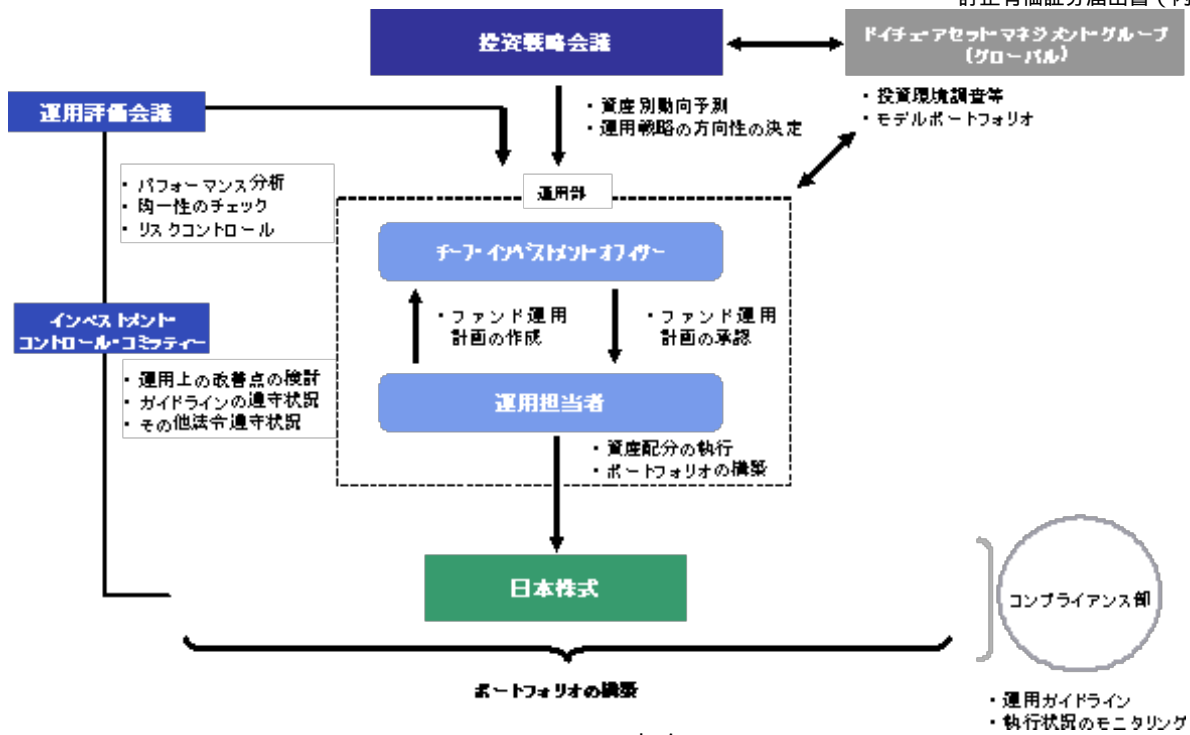 訂正有価証券届出書(内
投資戦略会議
ドイチェ・アセット・マネジメント・グループ
(グローバル)
・投資環境調査等
・モデルポートフォリオ
運用評価会議
・資産別動向予測
・運用戦略の方向性の決定
・パフォーマンス分析
・均一性のチェック
・リスクコントロール
運用部
チーフ・インベストメント・オフィサー
・ファンド運用
計画の作成
・ファンド運用
計画の承認
インベストメント・
コントロール・コミッティー
・運用上の改善点の検討
・ガイドラインの遵守状況
・その他法令遵守状況
運用担当者
・資産配分の執行
・ポートフォリオの構築
日本株式
コンプライアンス部
ポートフォリオの構築
・運用ガイドライン
・執行状況のモニタリング